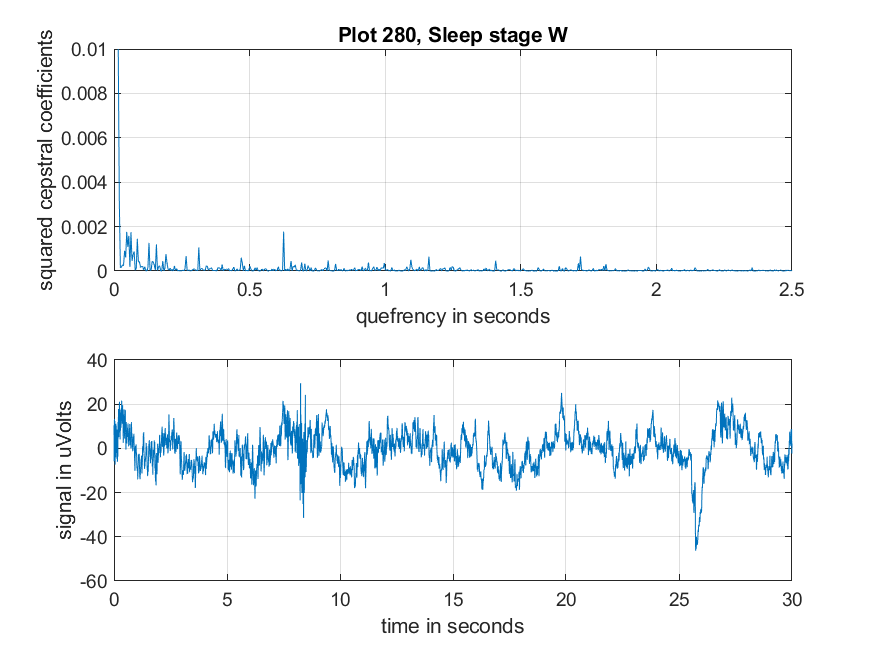 Plot 280, Sleep stage W
squared cepstral coefficients
0.01
0.008
0.006
0.004
0.002
0
0 0.5 1 1.5 2 2.5
quefrency in seconds
signal in uVolts
40
20
0
-20
-40
-60
0 5 10 15 20 25 30
time in seconds